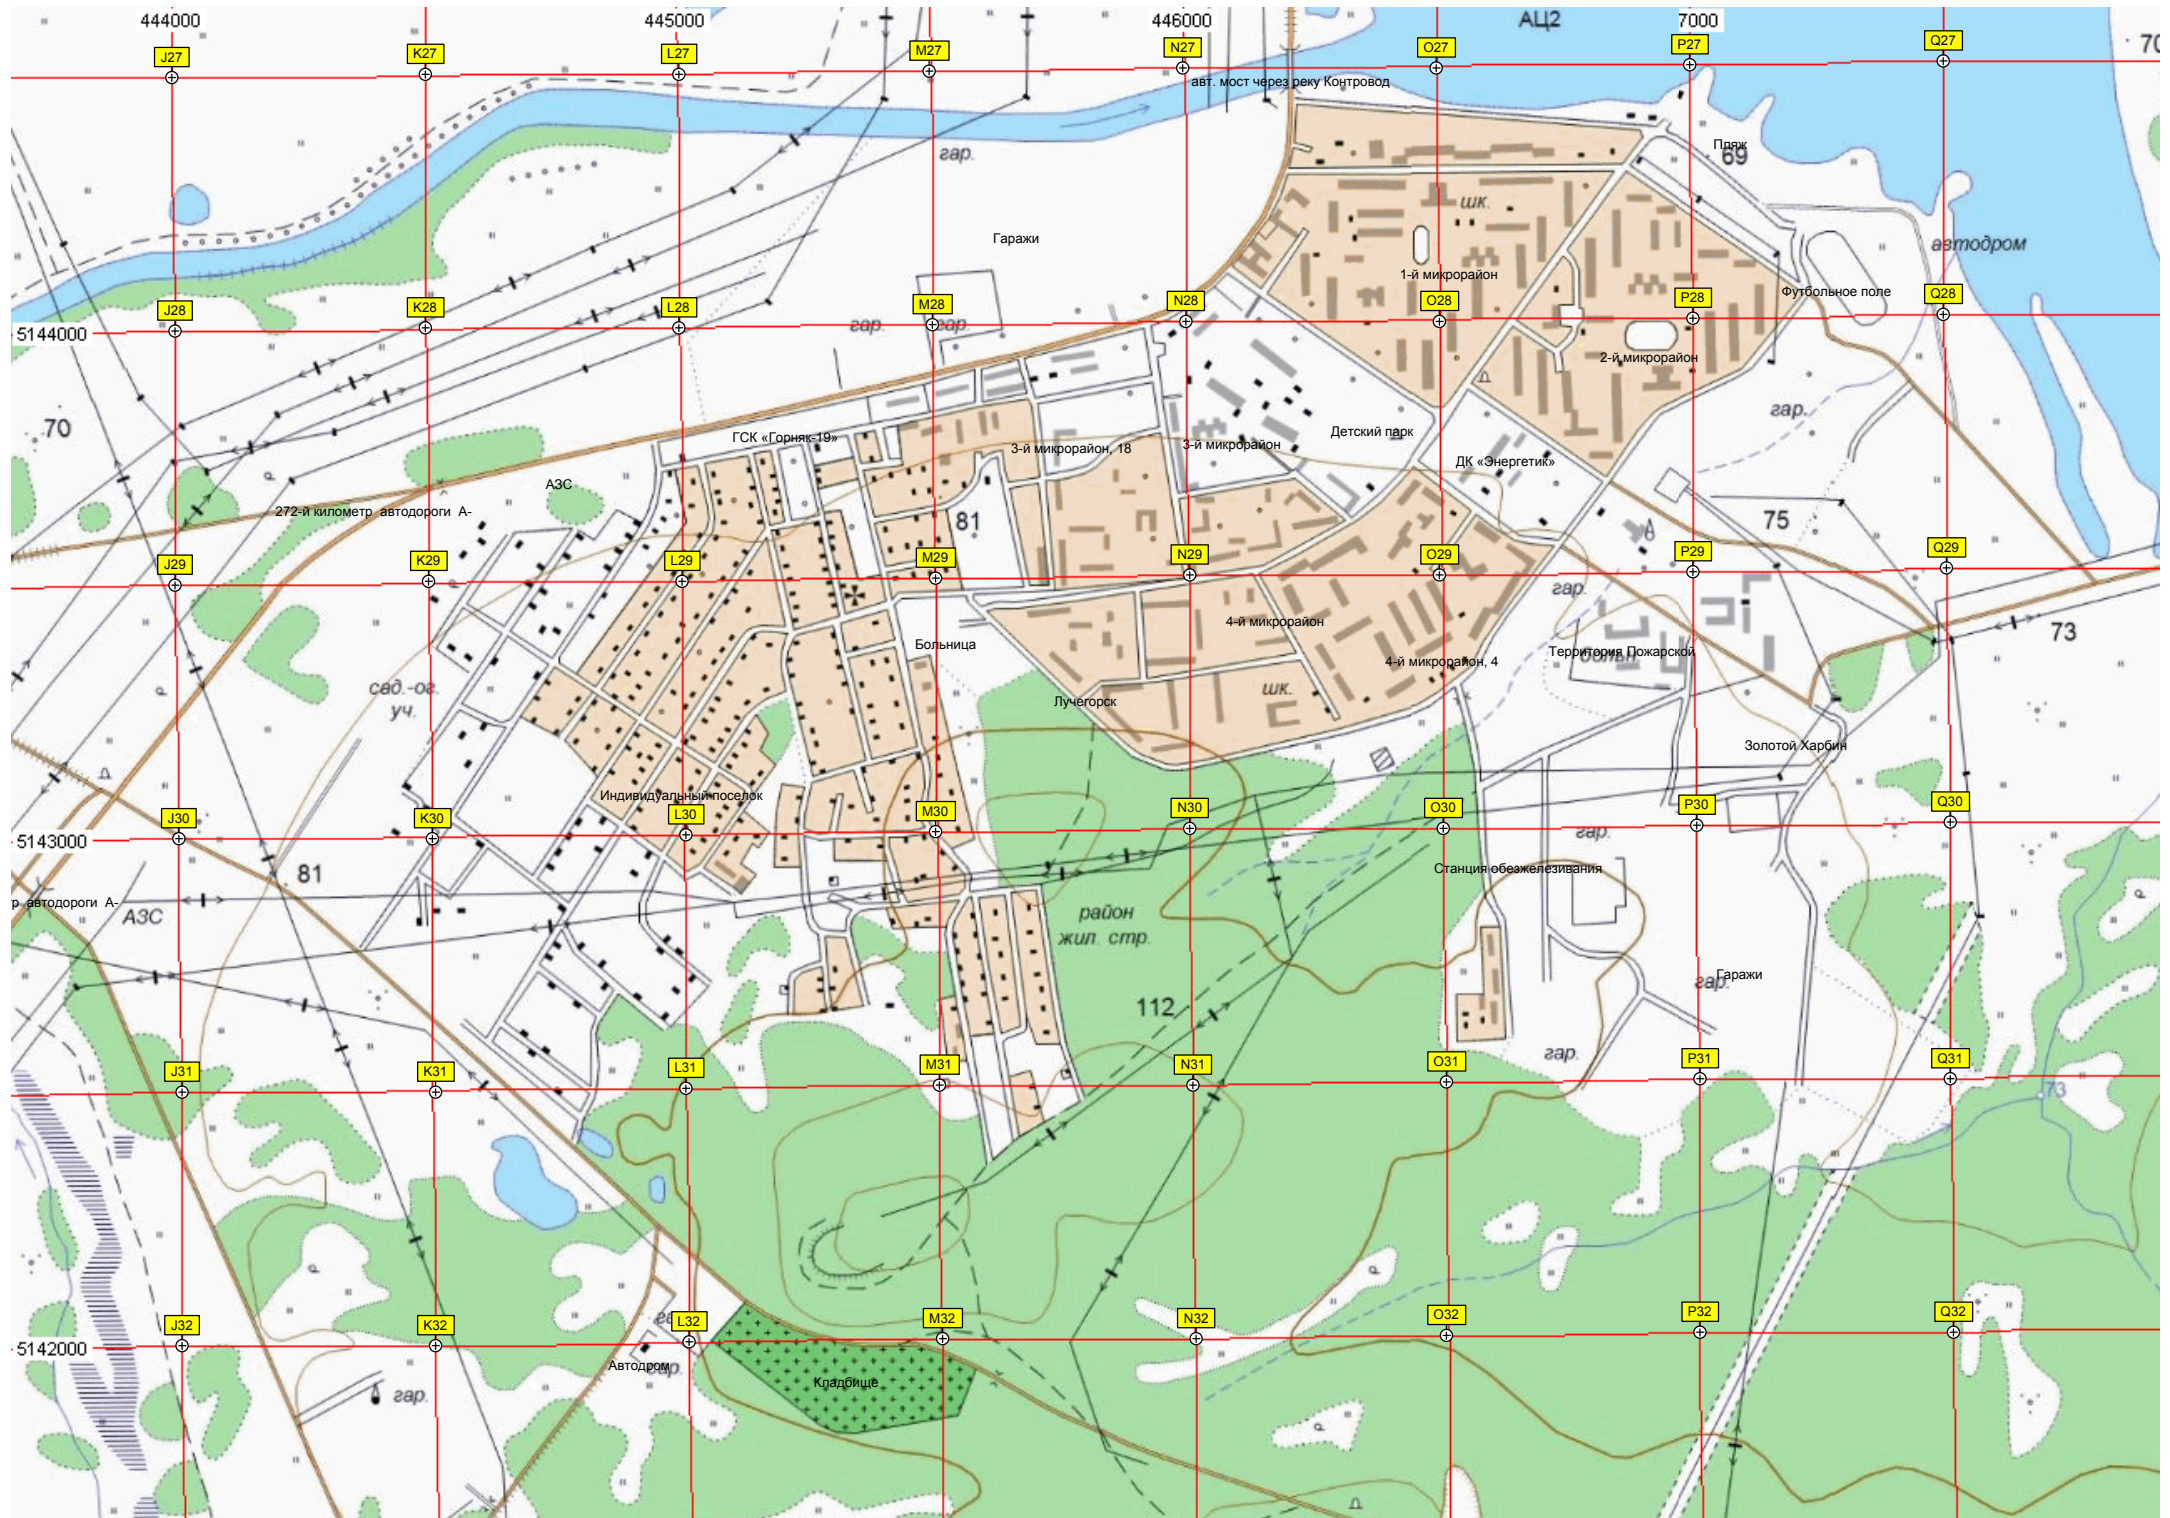 444000
445000
446000
АЦ2
7000
J27
K27
L27
M27
N27
O27
P27
Q27
70
авт. мост через реку Контровод
гар.
Пляж
69
шк.
Гаражи
автодром
1-й микрорайон
Футбольное поле
J28
K28
L28
M28
N28
O28
P28
Q28
5144000
гар.
гар.
2-й микрорайон
70
гар.
ГСК «Горняк-19»
3-й микрорайон, 18
3-й микрорайон
Детский парк
ДК «Энергетик»
АЗС
272-й километр автодороги А-
81
75
J29
K29
L29
M29
N29
O29
P29
Q29
гар.
4-й микрорайон
73
Больница
Территория Пожарской
больн
4-й микрорайон, 4
сад.-ог.
уч.
шк.
Лучегорск
Золотой Харбин
Индивидуальный поселок
J30
K30
L30
M30
N30
O30
P30
Q30
5143000
гар.
Станция обезжелезивания
81
р автодороги А-
АЗС
район
жил. стр.
гар.
Гаражи
112
гар.
J31
K31
L31
M31
N31
O31
P31
Q31
73
J32
K32
L32
M32
N32
O32
P32
Q32
5142000
Автодром
гар.
Кладбище
гар.